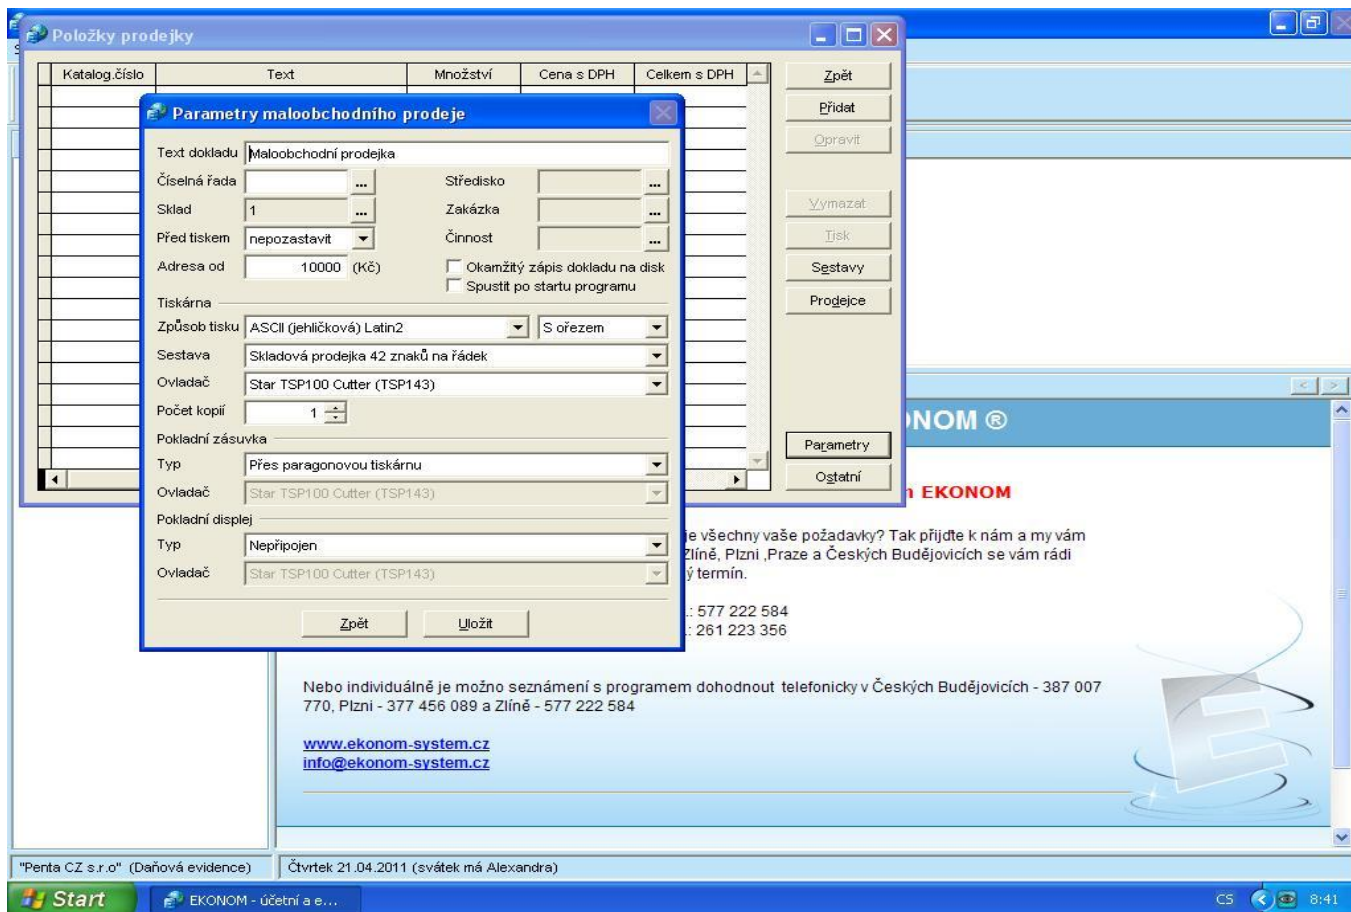 Položky prodejky
Katalog.číslo Text Množství Cena s DPH Celkem s DPH
Zpět
Přidat
Opravit
Vymazat
Tisk
Sestavy
Prodejce
Parametry
Ostatní
Parametry maloobchodního prodeje
Text dokladu Maloobchodní prodejka
Číselná řada ... Středisko ...
Sklad 1 ... Zakázka ...
Před tiskem nepozastavit Činnost ...
Adresa od 10000 (Kč) Okamžitý zápis dokladu na disk
Spustit po startu programu
Tiskárna
Způsob tisku ASCII (jehličková) Latin2 S ořezem
Sestava Skladová prodejka 42 znaků na řádek
Ovladač Star TSP100 Cutter (TSP143)
Počet kopií 1
Pokladní zásuvka
Typ Přes paragonovou tiskárnu
Ovladač Star TSP100 Cutter (TSP143)
Pokladní displej
Typ Nepřipojen
Ovladač Star TSP100 Cutter (TSP143)
Zpět Uložit
NOM ®
EKONOM
je všechny vaše požadavky? Tak přijďte k nám a my vám
Zlíně, Plzni ,Praze a Českých Budějovicích se vám rádi
ý termín.
.: 577 222 584
.: 261 223 356
Nebo individuálně je možno seznámení s programem dohodnout telefonicky v Českých Budějovicích - 387 007
770, Plzni - 377 456 089 a Zlíně - 577 222 584
www.ekonom-system.cz
info@ekonom-system.cz
"Penta CZ s.r.o" (Daňová evidence) Čtvrtek 21.04.2011 (svátek má Alexandra)
Start EKONOM - účetní a e... CS 8:41